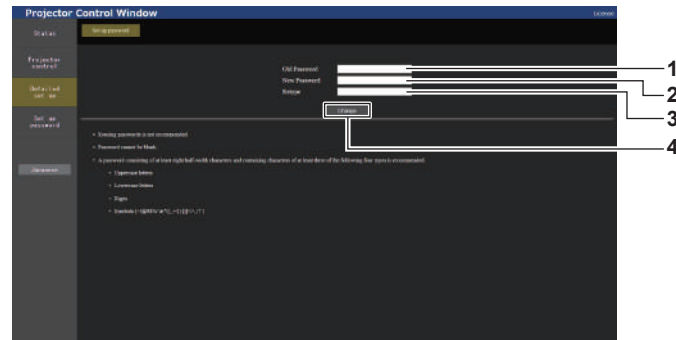 Projector Control Window
License
Status
Set up password
Projector
control
Detailed
set up
Set up
password
Old Password
New Password
Retype
Change
1
2
3
4
• Reusing passwords is not recommended
• Password cannot be blank.
• A password consisting of at least eight half-width characters and containing characters of at least three of the following four types is recommended
• Uppercase letters
• Lowercase letters
• Digits